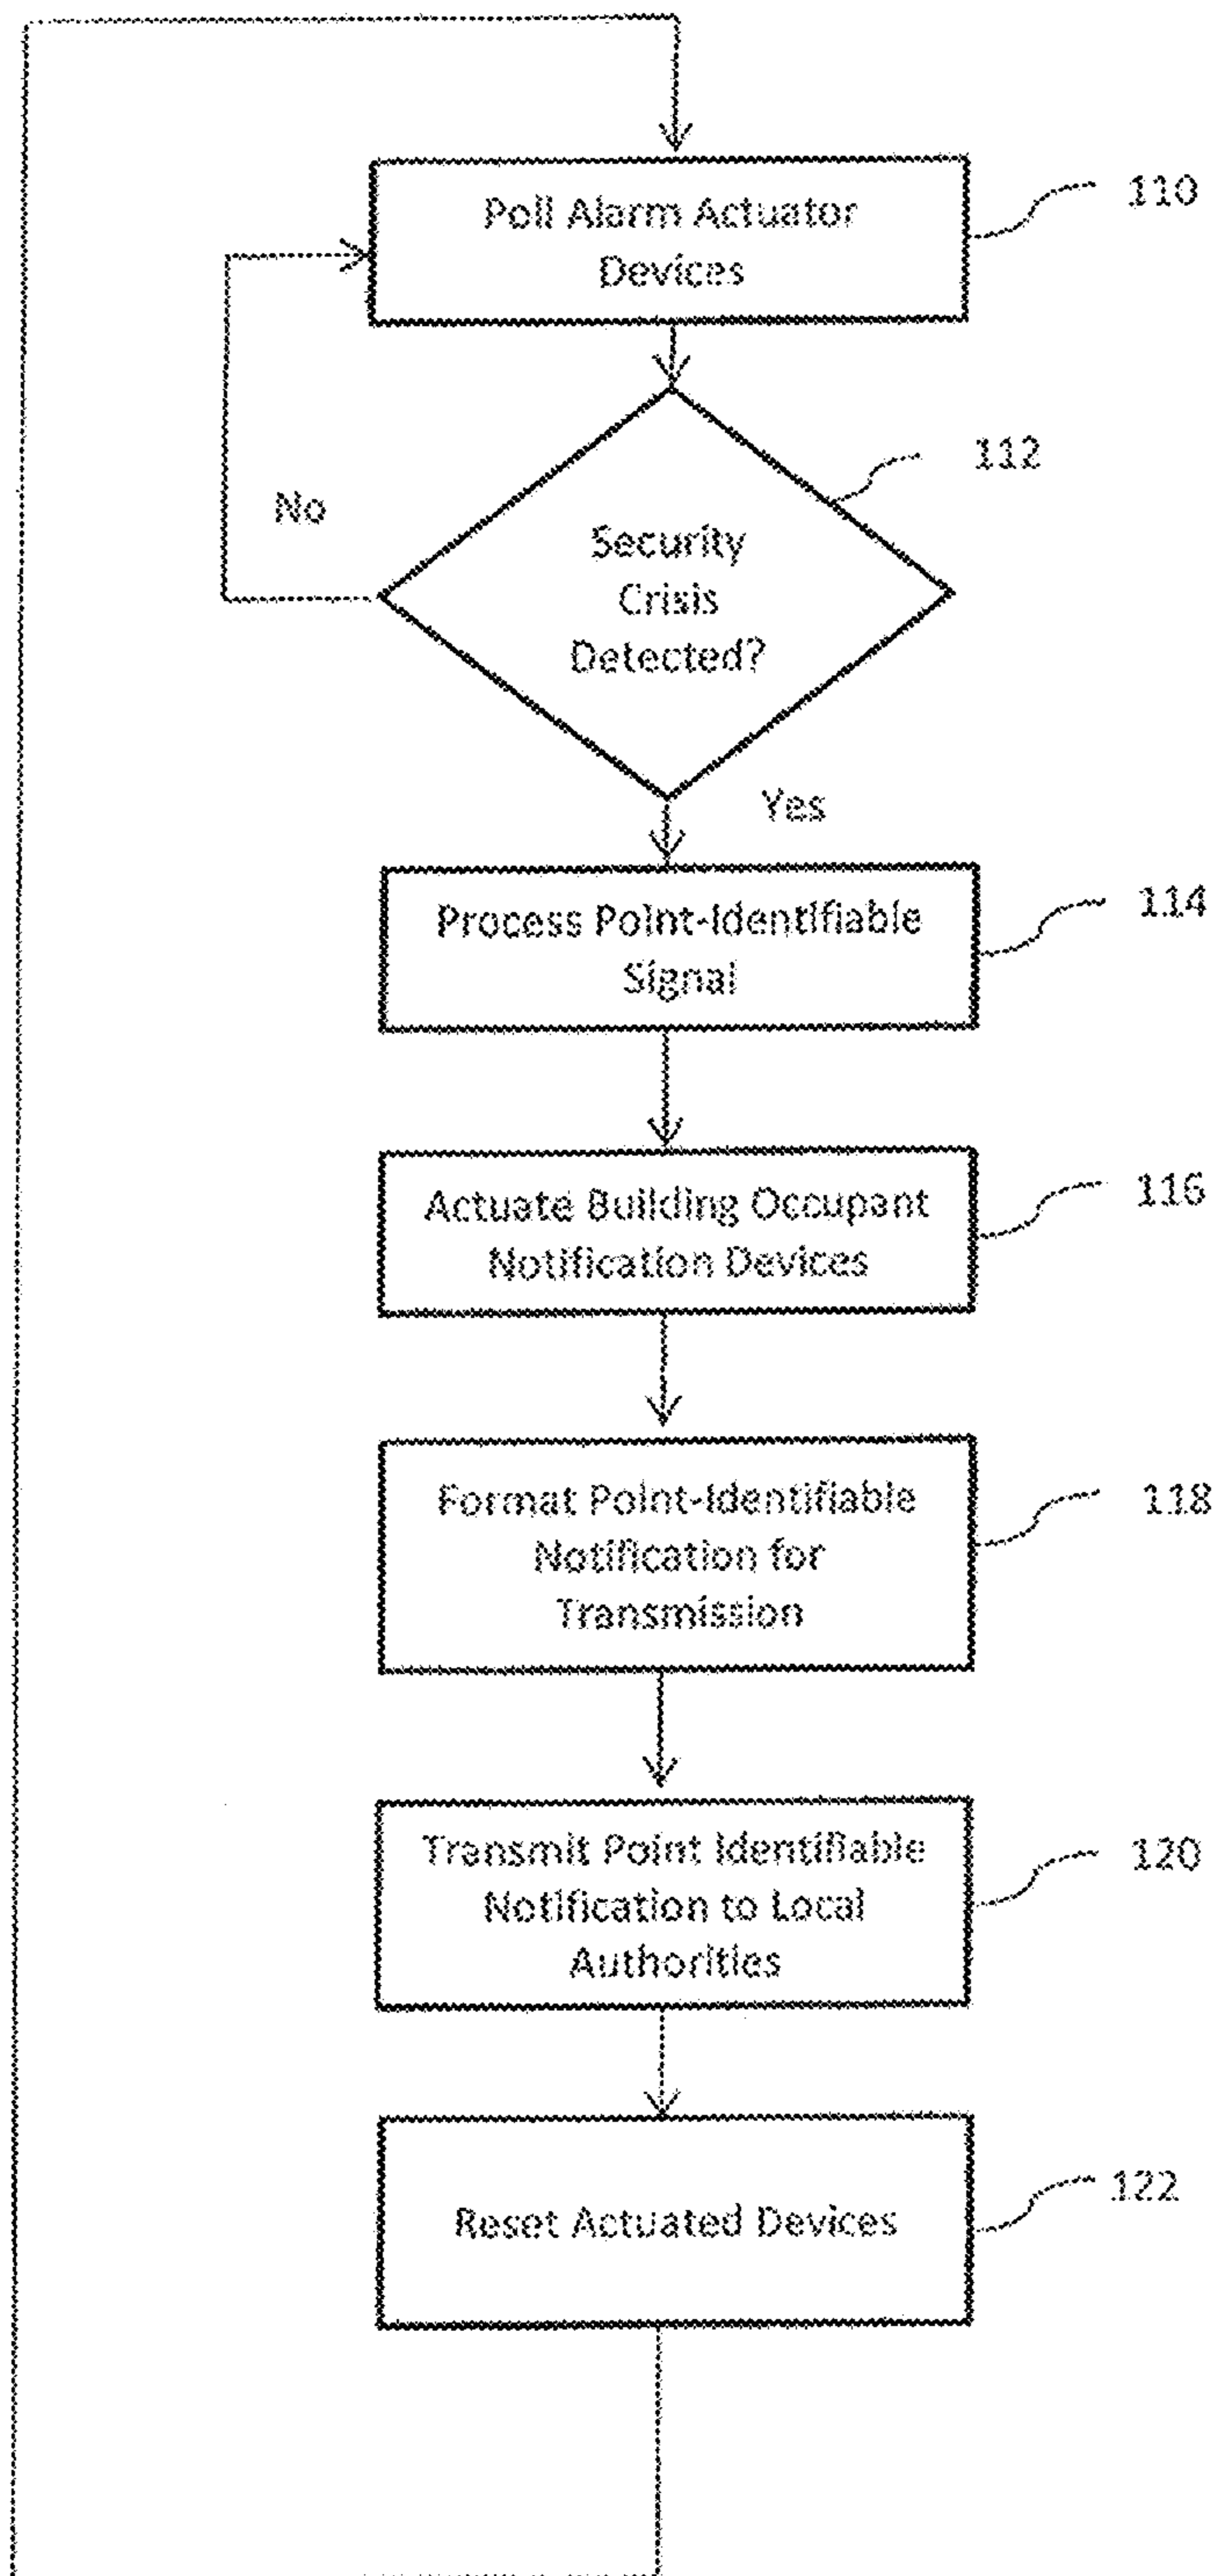 Poll Alarm Actuator
Devices
110
112
No
Security
Crisis
Detected?
Yes
Process Point-Identifiable
Signal
114
Actuate Building Occupant
Notification Devices
116
Format Point-Identifiable
Notification for
Transmission
118
Transmit Point Identifiable
Notification to Local
Authorities
120
Reset Actuated Devices
122